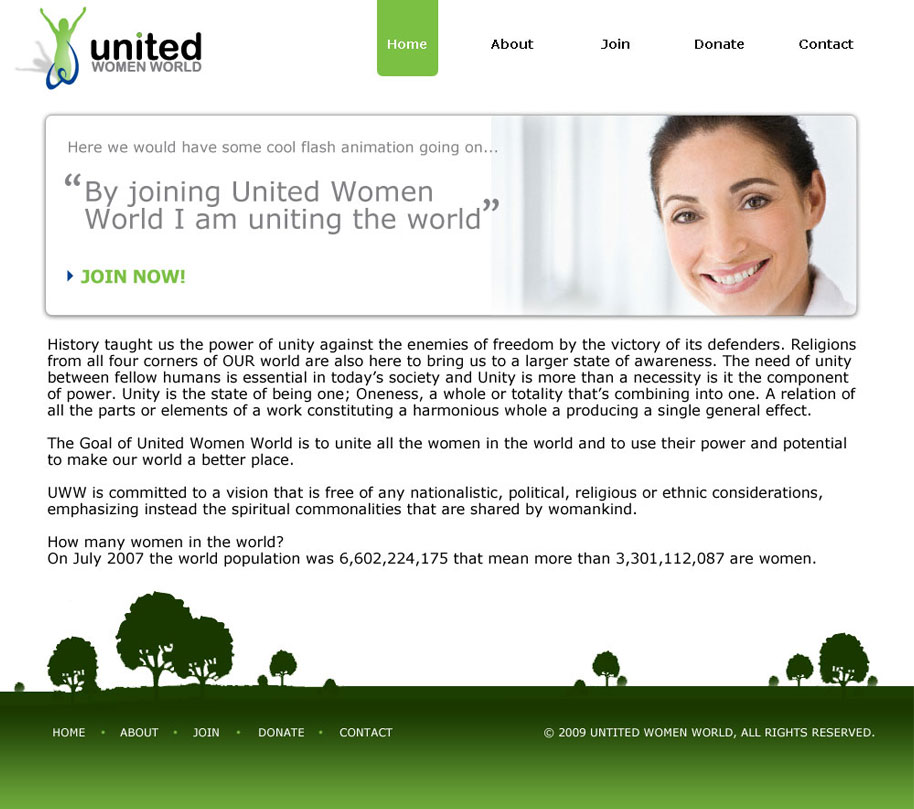 united
WOMEN WORLD
Home
About
Join
Donate
Contact
Here we would have some cool flash animation going on...
“By joining United Women
World I am uniting the world”
JOIN NOW!
History taught us the power of unity against the enemies of freedom by the victory of its defenders. Religions
from all four corners of OUR world are also here to bring us to a larger state of awareness. The need of unity
between fellow humans is essential in today’s society and Unity is more than a necessity is it the component
of power. Unity is the state of being one; Oneness, a whole or totality that’s combining into one. A relation of
all the parts or elements of a work constituting a harmonious whole a producing a single general effect.
The Goal of United Women World is to unite all the women in the world and to use their power and potential
to make our world a better place.
UWW is committed to a vision that is free of any nationalistic, political, religious or ethnic considerations,
emphasizing instead the spiritual commonalities that are shared by womankind.
How many women in the world?
On July 2007 the world population was 6,602,224,175 that mean more than 3,301,112,087 are women.
HOME • ABOUT • JOIN • DONATE • CONTACT
© 2009 UNTITED WOMEN WORLD, ALL RIGHTS RESERVED.